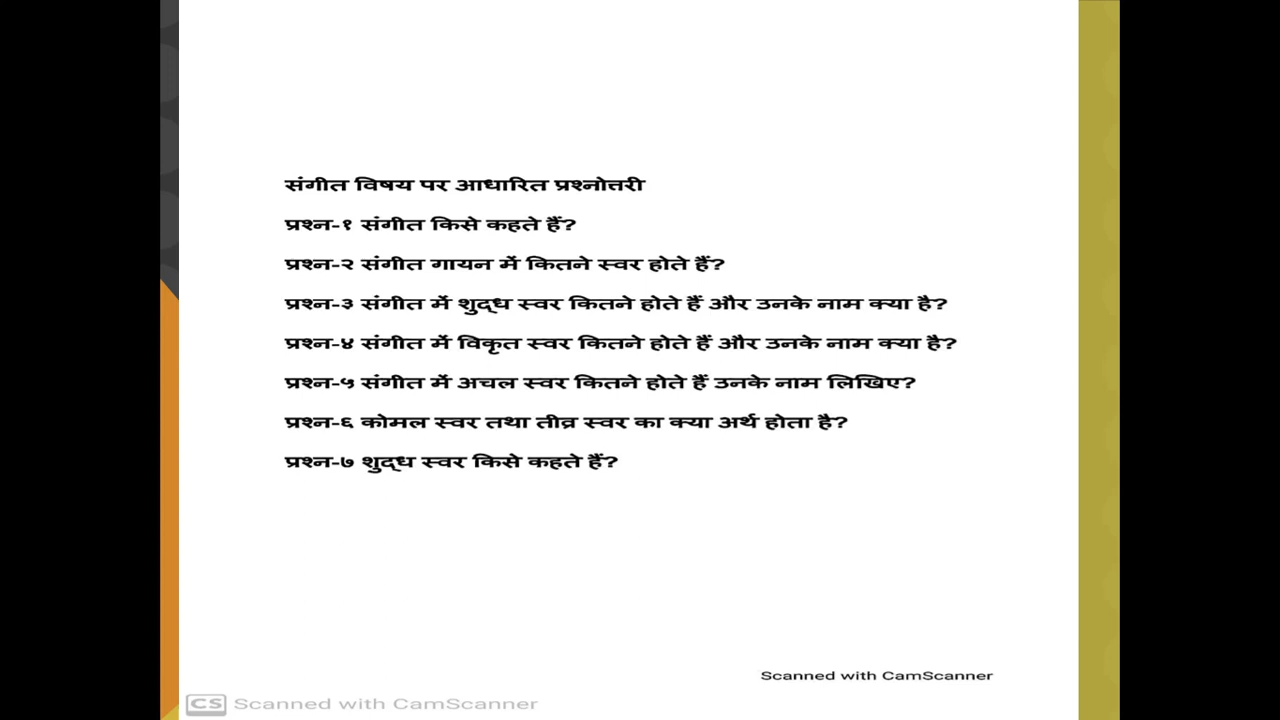 संगीत विषय पर आधारित प्रश्नोत्तरी
प्रश्न-१ संगीत किसे कहते हैं?
प्रश्न-२ संगीत गायन में कितने स्वर होते हैं?
प्रश्न-३ संगीत में शुद्ध स्वर कितने होते हैं और उनके नाम क्या है?
प्रश्न-४ संगीत में विकृत स्वर कितने होते हैं और उनके नाम क्या है?
प्रश्न-५ संगीत में अचल स्वर कितने होते हैं उनके नाम लिखिए?
प्रश्न-६ कोमल स्वर तथा तीव्र स्वर का क्या अर्थ होता है?
प्रश्न-७ शुद्ध स्वर किसे कहते हैं?
Scanned with CamScanner
CS Scanned with CamScanner